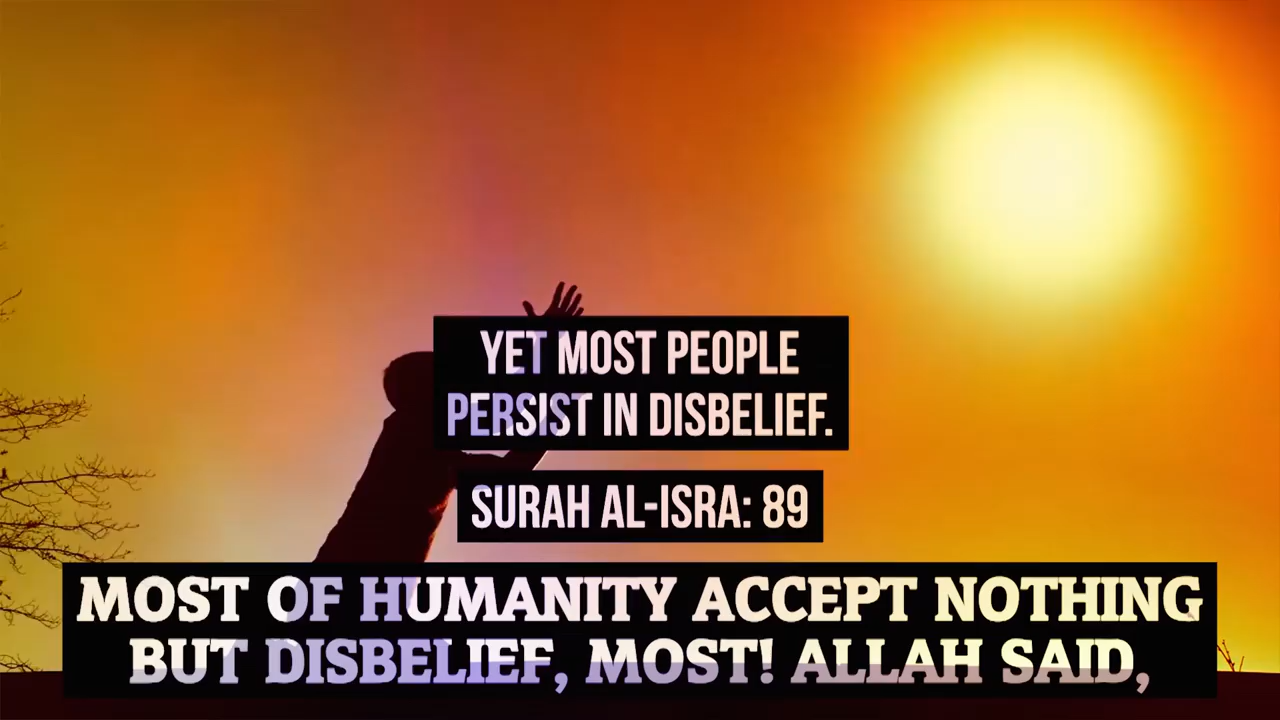 YET MOST PEOPLE
PERSIST IN DISBELIEF.
SURAH AL-ISRA: 89
MOST OF HUMANITY ACCEPT NOTHING
BUT DISBELIEF, MOST! ALLAH SAID,